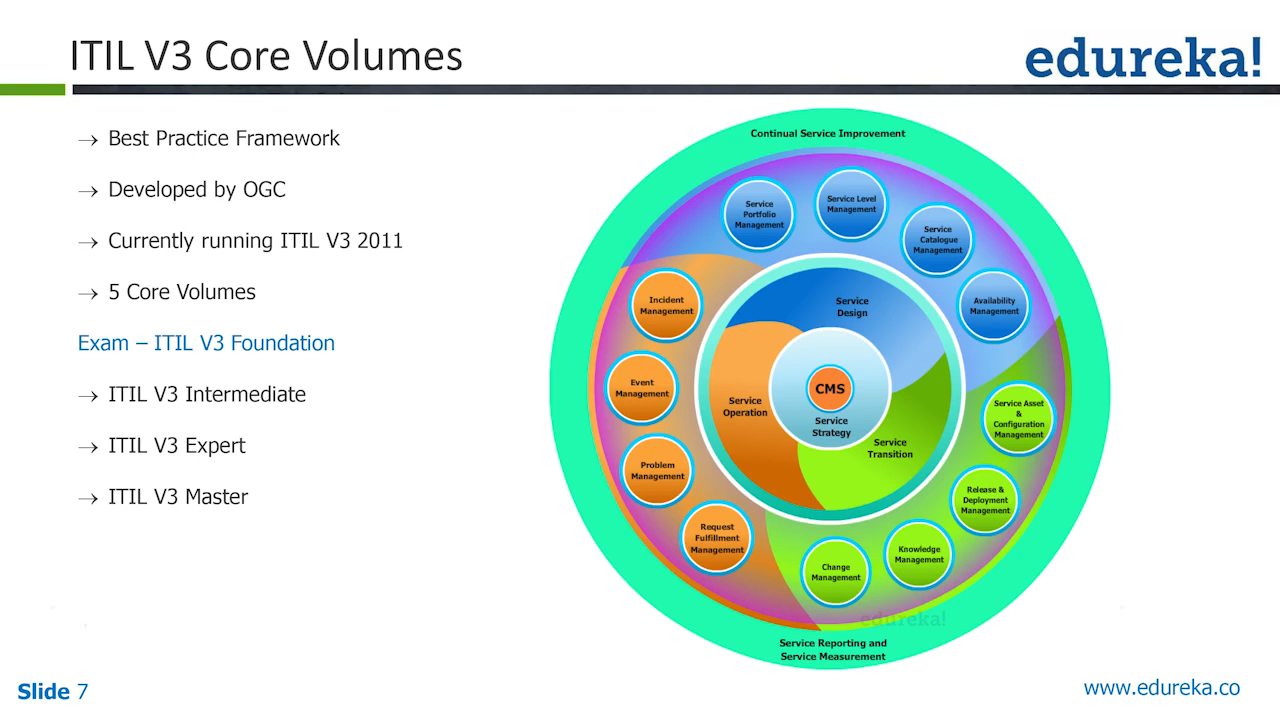 ITIL V3 Core Volumes
edureka!
→ Best Practice Framework
→ Developed by OGC
→ Currently running ITIL V3 2011
→ 5 Core Volumes
Exam – ITIL V3 Foundation
→ ITIL V3 Intermediate
→ ITIL V3 Expert
→ ITIL V3 Master
Continual Service Improvement
Service
Portfolio
Management
Service Level
Management
Service
Catalogue
Management
Availability
Management
Incident
Management
Event
Management
Problem
Management
Request
Fulfillment
Management
Service
Design
Service
Operation
CMS
Service
Strategy
Service
Transition
Service Asset
&
Configuration
Management
Release &
Deployment
Management
Knowledge
Management
Change
Management
edureka!
Service Reporting and
Service Measurement
Slide 7
www.edureka.co